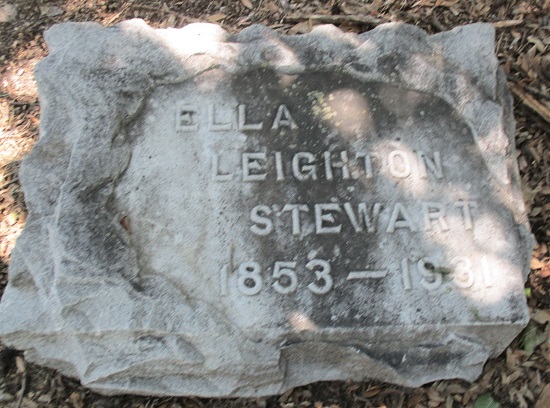 ELLA
LEIGHTON
STEWART
1853–1931